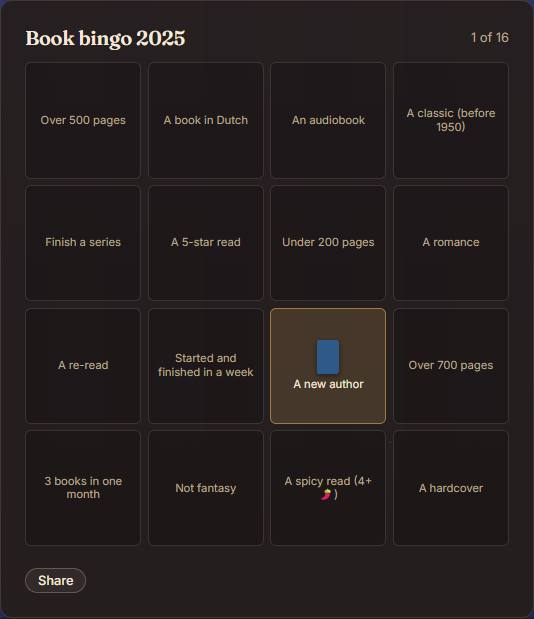 Book bingo 2025
1 of 16
Over 500 pages
A book in Dutch
An audiobook
A classic (before
1950)
Finish a series
A 5-star read
Under 200 pages
A romance
A re-read
Started and
finished in a week
A new author
Over 700 pages
3 books in one
month
Not fantasy
A spicy read (4+
🌶️)
A hardcover
Share